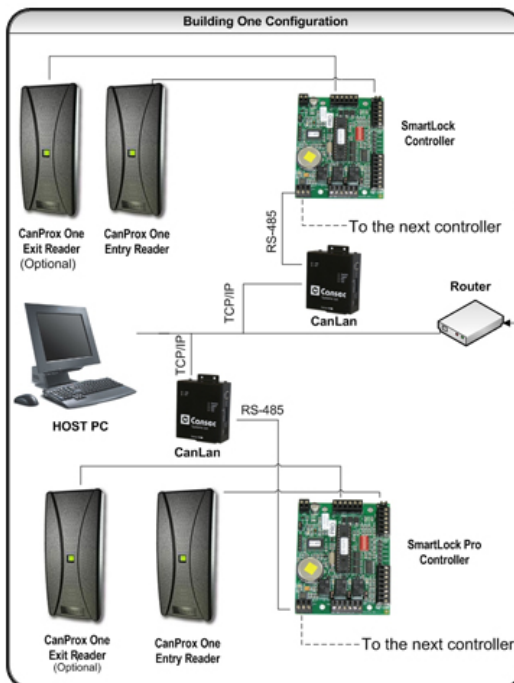 Building One Configuration
SmartLock
Controller
CanProx One
Exit Reader
(Optional)
CanProx One
Entry Reader
To the next controller
RS-485
TCP/IP
Cansec
CanLan
Router
HOST PC
TCP/IP
Cansec
CanLan
RS-485
SmartLock Pro
Controller
CanProx One
Exit Reader
(Optional)
CanProx One
Entry Reader
To the next controller